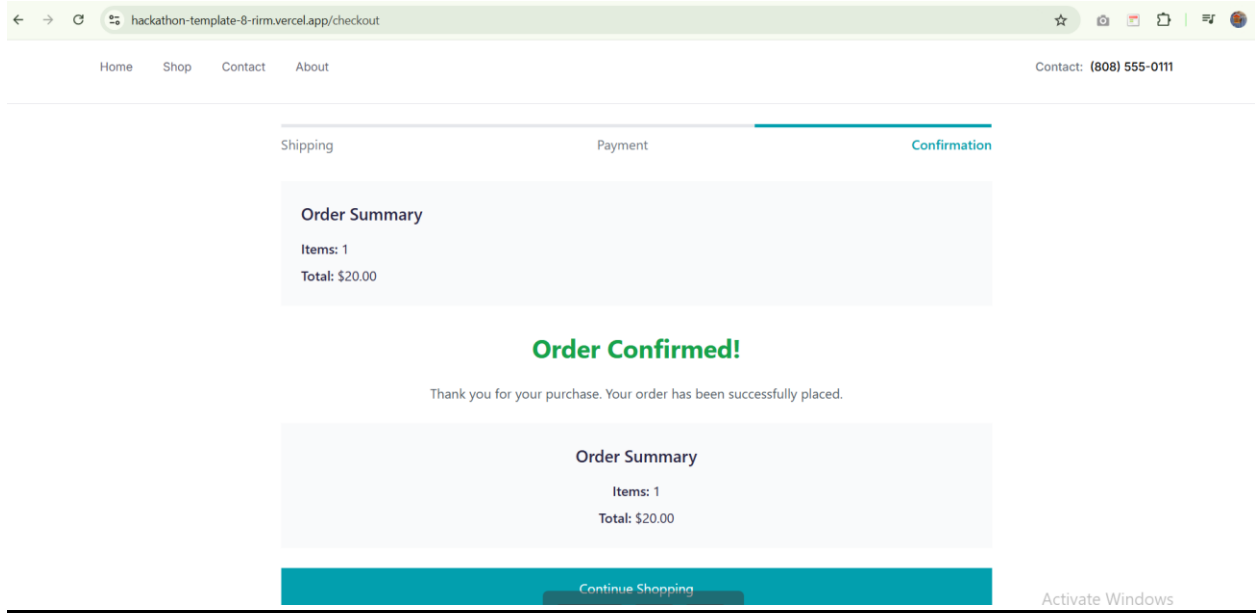 hackathon-template-8-rirm.vercel.app/checkout
Home Shop Contact About Contact: (808) 555-0111
Shipping Payment Confirmation
Order Summary
Items: 1
Total: $20.00
Order Confirmed!
Thank you for your purchase. Your order has been successfully placed.
Order Summary
Items: 1
Total: $20.00
Continue Shopping
Activate Windows